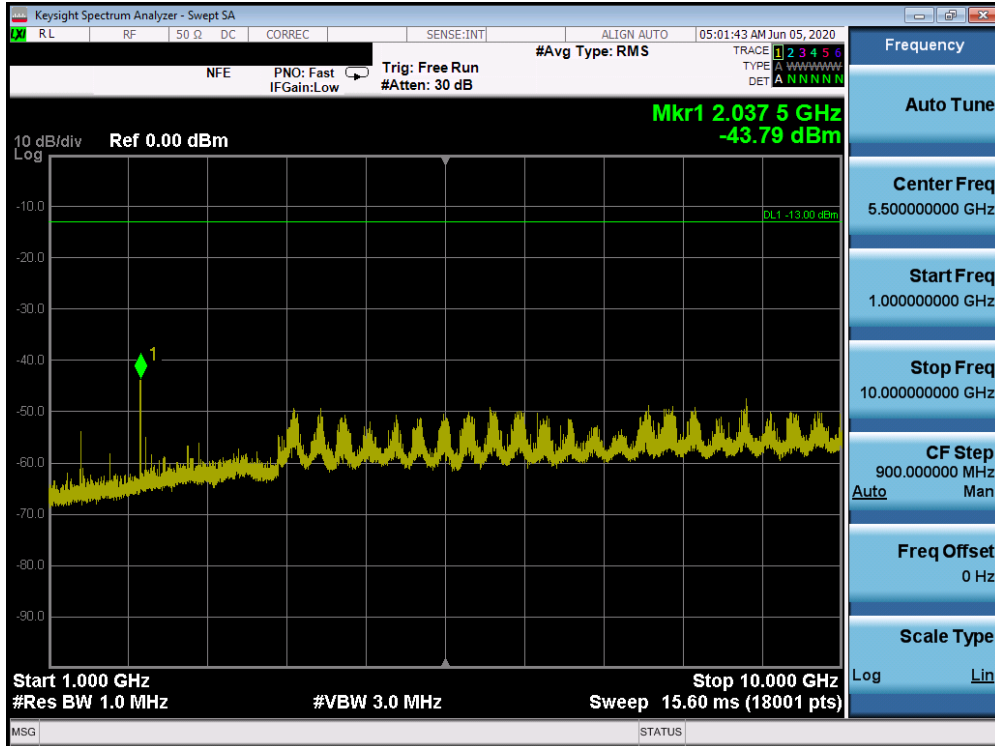 Keysight Spectrum Analyzer - Swept SA
LXI RL RF 50 Ω DC CORREC SENSE:INT ALIGN AUTO 05:01:43 AM Jun 05, 2020
#Avg Type: RMS
TRACE 1 2 3 4 5 6
NFE PNO: Fast Trig: Free Run TYPE A WWWWW
IFGain:Low #Atten: 30 dB DET A N N N N N
Mkr1 2.037 5 GHz
-43.79 dBm
10 dB/div Ref 0.00 dBm
Log
-10.0
DL1 -13.00 dBm
-20.0
-30.0
1
-40.0
-50.0
-60.0
-70.0
-80.0
-90.0
Start 1.000 GHz Stop 10.000 GHz
#Res BW 1.0 MHz #VBW 3.0 MHz Sweep 15.60 ms (18001 pts)
MSG STATUS
Frequency
Auto Tune
Center Freq
5.500000000 GHz
Start Freq
1.000000000 GHz
Stop Freq
10.000000000 GHz
CF Step
900.000000 MHz
Auto Man
Freq Offset
0 Hz
Scale Type
Log Lin